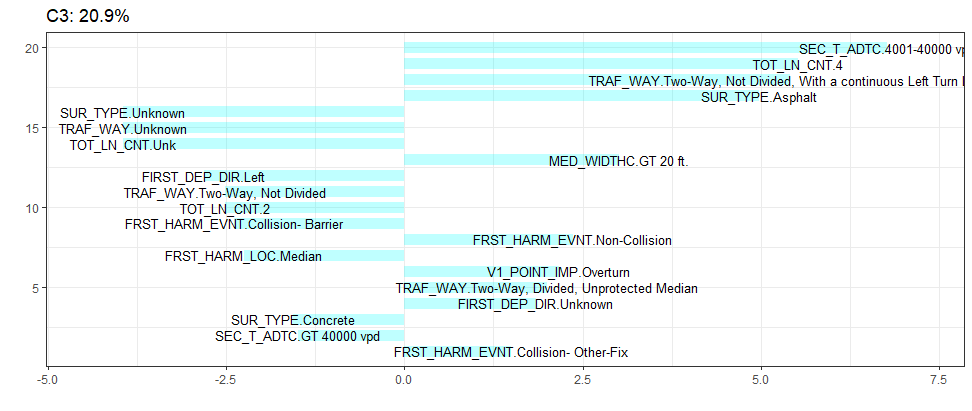 C3: 20.9%
20
SEC_T_ADTC.4001-40000 vp
TOT_LN_CNT.4
TRAF_WAY.Two-Way, Not Divided, With a continuous Left Turn
SUR_TYPE.Asphalt
SUR_TYPE.Unknown
15
TRAF_WAY.Unknown
TOT_LN_CNT.Unk
MED_WIDTHC.GT 20 ft.
FIRST_DEP_DIR.Left
TRAF_WAY.Two-Way, Not Divided
10
TOT_LN_CNT.2
FRST_HARM_EVNT.Collision- Barrier
FRST_HARM_EVNT.Non-Collision
FRST_HARM_LOC.Median
V1_POINT_IMP.Overturn
5
TRAF_WAY.Two-Way, Divided, Unprotected Median
FIRST_DEP_DIR.Unknown
SUR_TYPE.Concrete
SEC_T_ADTC.GT 40000 vpd
FRST_HARM_EVNT.Collision- Other-Fix
-5.0 -2.5 0.0 2.5 5.0 7.5